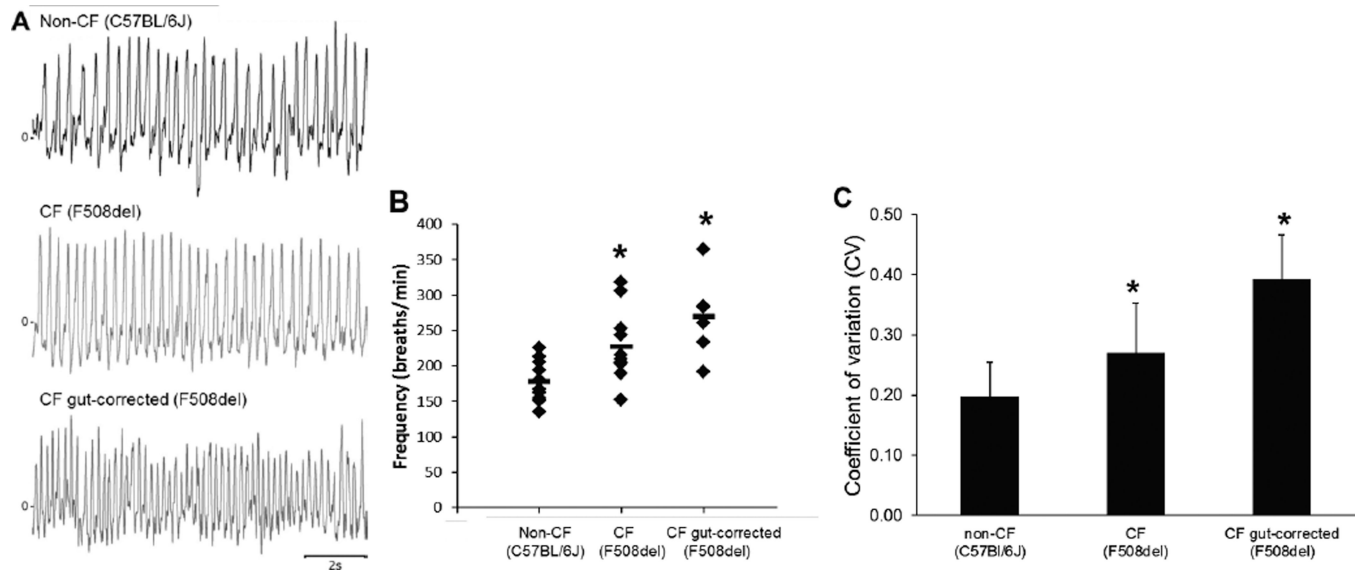 A
Non-CF (C57BL/6J)
0
CF (F508del)
0
CF gut-corrected (F508del)
0
2s
B
Frequency (breaths/min)
400
350
300
250
200
150
100
50
0
*
*
Non-CF
(C57BL/6J)
CF
(F508del)
CF gut-corrected
(F508del)
C
Coefficient of variation (CV)
0.50
0.40
0.30
0.20
0.10
0.00
*
*
non-CF
(C57Bl/6J)
CF
(F508del)
CF gut-corrected
(F508del)